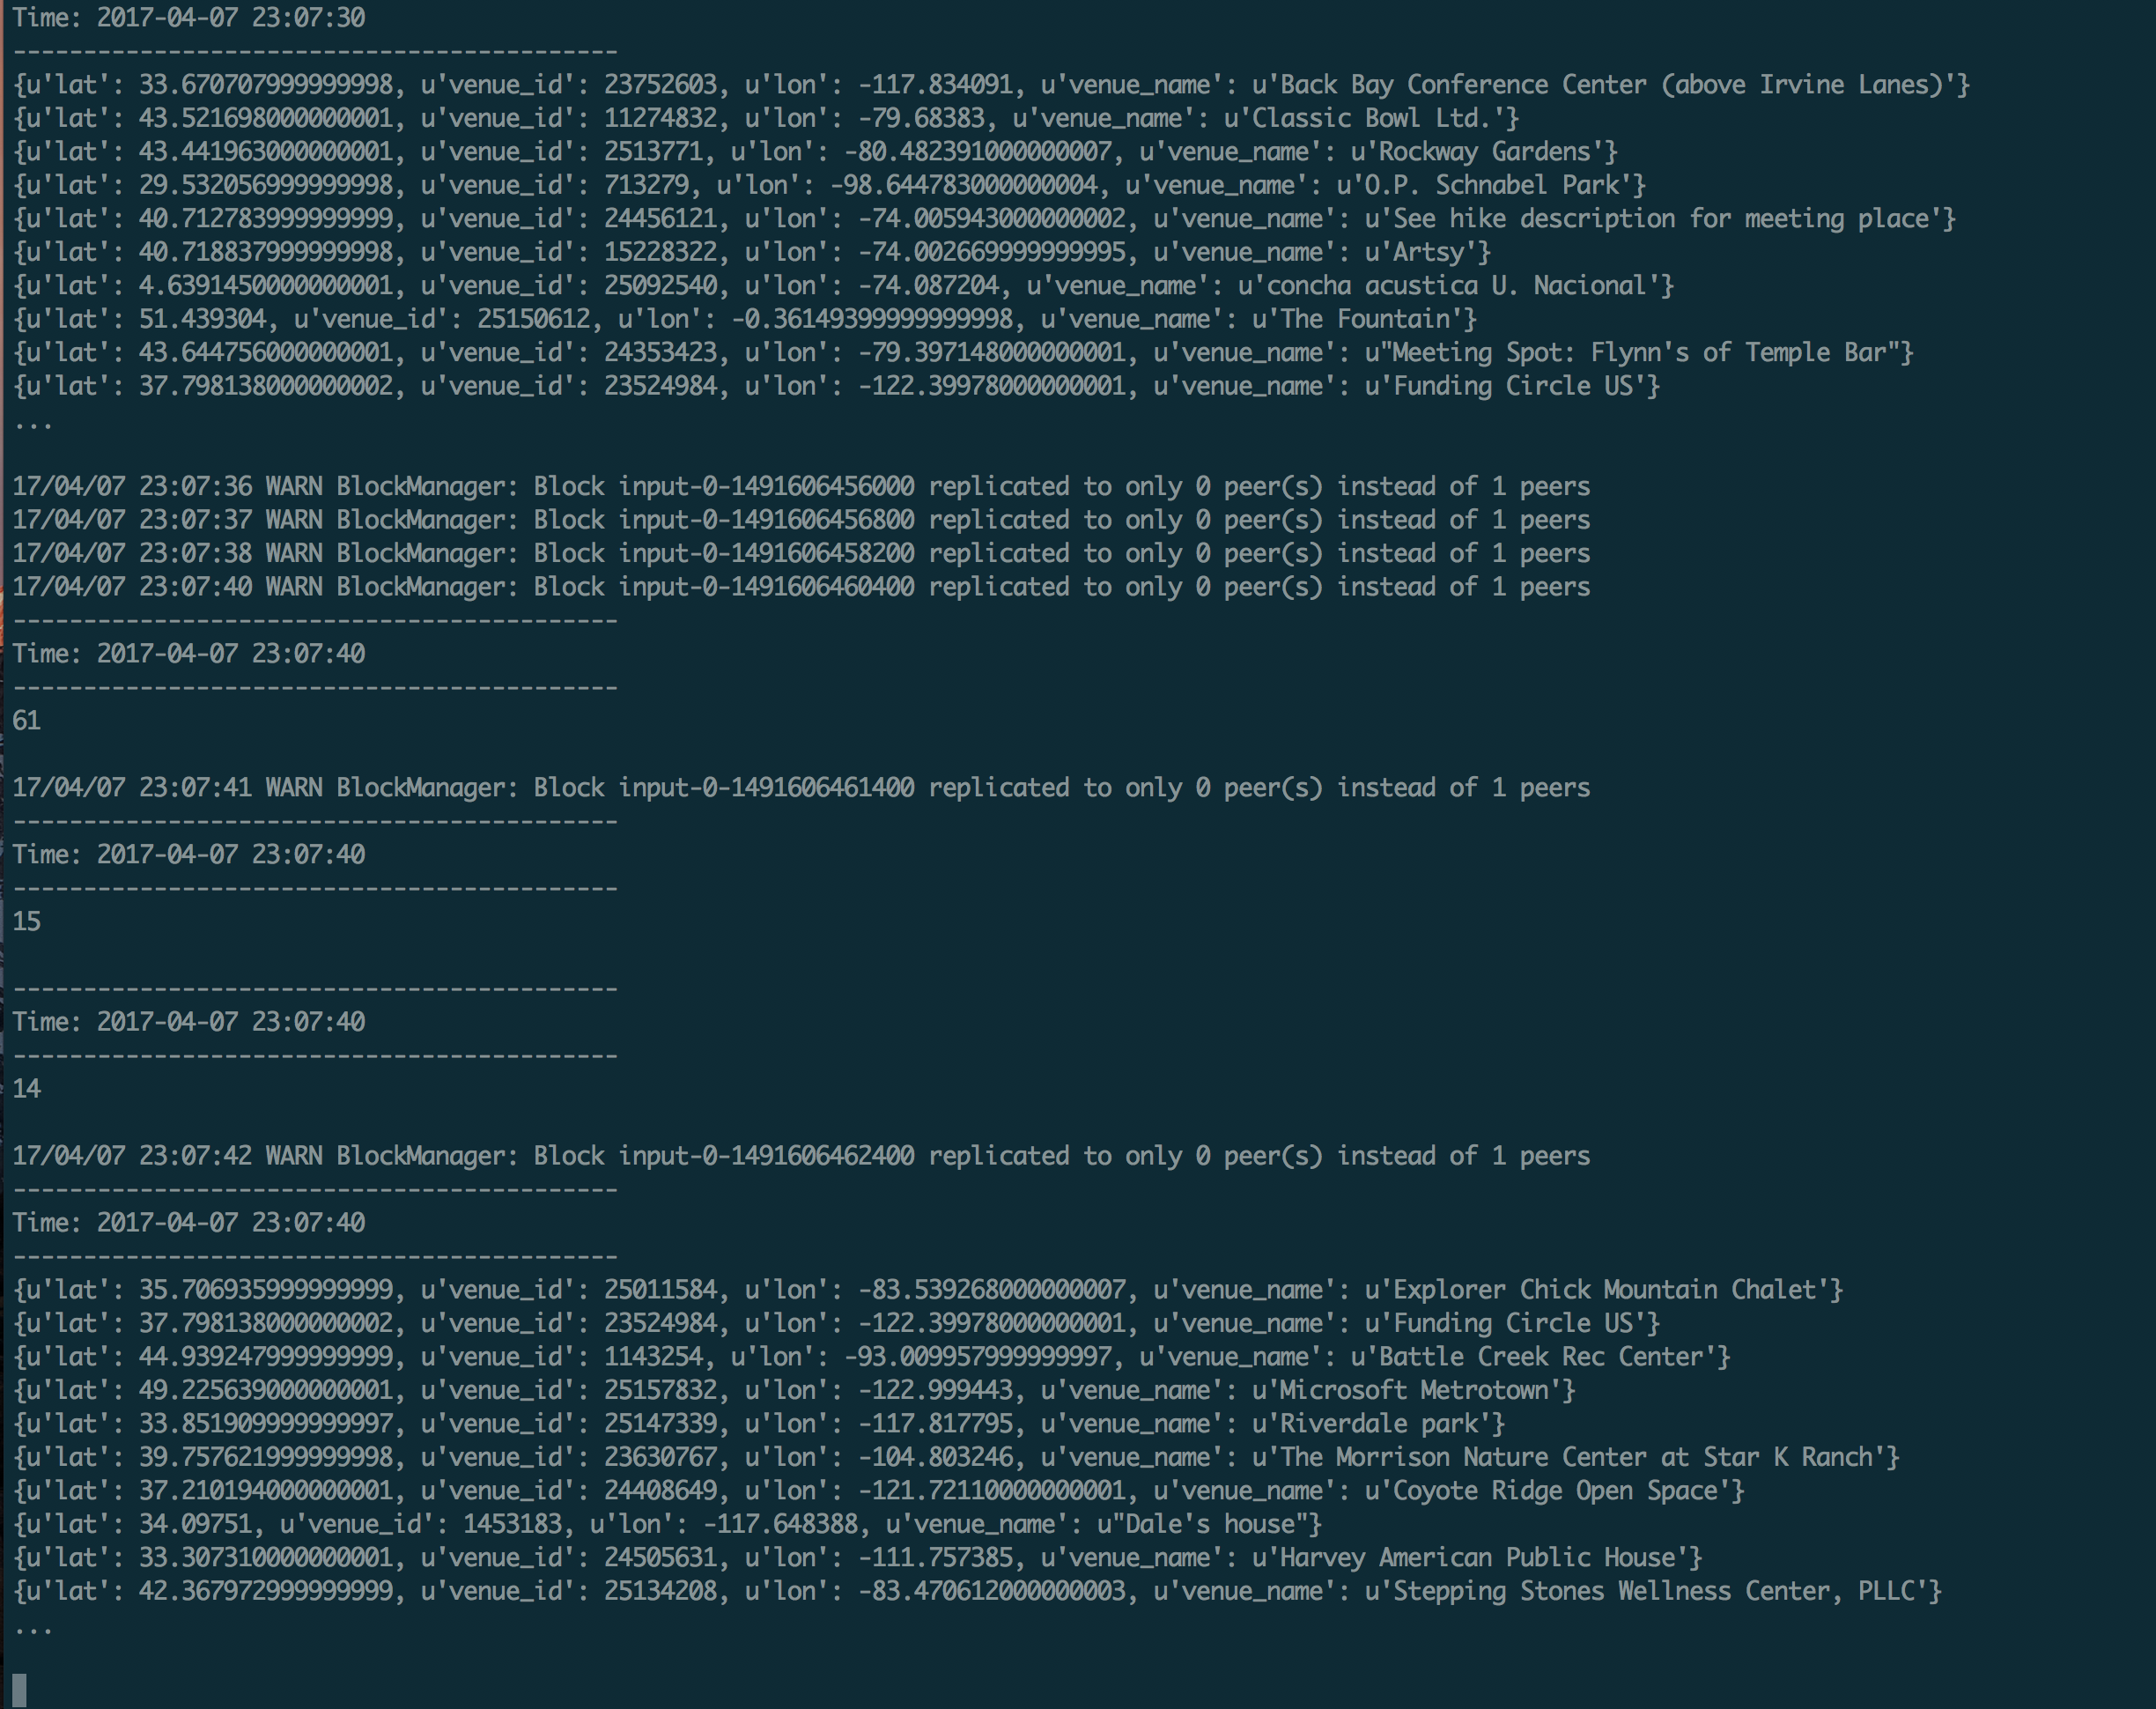 Time: 2017-04-07 23:07:30
-------------------------------------------
{u'lat': 33.670707999999998, u'venue_id': 23752603, u'lon': -117.834091, u'venue_name': u'Back Bay Conference Center (above Irvine Lanes)'}
{u'lat': 43.521698000000001, u'venue_id': 11274832, u'lon': -79.68383, u'venue_name': u'Classic Bowl Ltd.'}
{u'lat': 43.441963000000001, u'venue_id': 2513771, u'lon': -80.482391000000007, u'venue_name': u'Rockway Gardens'}
{u'lat': 29.532056999999998, u'venue_id': 713279, u'lon': -98.644783000000004, u'venue_name': u'O.P. Schnabel Park'}
{u'lat': 40.712783999999999, u'venue_id': 24456121, u'lon': -74.005943000000002, u'venue_name': u'See hike description for meeting place'}
{u'lat': 40.718837999999998, u'venue_id': 15228322, u'lon': -74.002669999999995, u'venue_name': u'Artsy'}
{u'lat': 4.6391450000000001, u'venue_id': 25092540, u'lon': -74.087204, u'venue_name': u'concha acustica U. Nacional'}
{u'lat': 51.439304, u'venue_id': 25150612, u'lon': -0.36149399999999998, u'venue_name': u'The Fountain'}
{u'lat': 43.644756000000001, u'venue_id': 24353423, u'lon': -79.397148000000001, u'venue_name': u"Meeting Spot: Flynn's of Temple Bar"}
{u'lat': 37.798138000000002, u'venue_id': 23524984, u'lon': -122.39978000000001, u'venue_name': u'Funding Circle US'}
...
17/04/07 23:07:36 WARN BlockManager: Block input-0-1491606456000 replicated to only 0 peer(s) instead of 1 peers
17/04/07 23:07:37 WARN BlockManager: Block input-0-1491606456800 replicated to only 0 peer(s) instead of 1 peers
17/04/07 23:07:38 WARN BlockManager: Block input-0-1491606458200 replicated to only 0 peer(s) instead of 1 peers
17/04/07 23:07:40 WARN BlockManager: Block input-0-1491606460400 replicated to only 0 peer(s) instead of 1 peers
-------------------------------------------
Time: 2017-04-07 23:07:40
-------------------------------------------
61
17/04/07 23:07:41 WARN BlockManager: Block input-0-1491606461400 replicated to only 0 peer(s) instead of 1 peers
-------------------------------------------
Time: 2017-04-07 23:07:40
-------------------------------------------
15
-------------------------------------------
Time: 2017-04-07 23:07:40
-------------------------------------------
14
17/04/07 23:07:42 WARN BlockManager: Block input-0-1491606462400 replicated to only 0 peer(s) instead of 1 peers
-------------------------------------------
Time: 2017-04-07 23:07:40
-------------------------------------------
{u'lat': 35.706935999999999, u'venue_id': 25011584, u'lon': -83.539268000000007, u'venue_name': u'Explorer Chick Mountain Chalet'}
{u'lat': 37.798138000000002, u'venue_id': 23524984, u'lon': -122.39978000000001, u'venue_name': u'Funding Circle US'}
{u'lat': 44.939247999999999, u'venue_id': 1143254, u'lon': -93.009957999999997, u'venue_name': u'Battle Creek Rec Center'}
{u'lat': 49.225639000000001, u'venue_id': 25157832, u'lon': -122.999443, u'venue_name': u'Microsoft Metrotown'}
{u'lat': 33.851909999999997, u'venue_id': 25147339, u'lon': -117.817795, u'venue_name': u'Riverdale park'}
{u'lat': 39.757621999999998, u'venue_id': 23630767, u'lon': -104.803246, u'venue_name': u'The Morrison Nature Center at Star K Ranch'}
{u'lat': 37.210194000000001, u'venue_id': 24408649, u'lon': -121.72110000000001, u'venue_name': u'Coyote Ridge Open Space'}
{u'lat': 34.09751, u'venue_id': 1453183, u'lon': -117.648388, u'venue_name': u"Dale's house"}
{u'lat': 33.307310000000001, u'venue_id': 24505631, u'lon': -111.757385, u'venue_name': u'Harvey American Public House'}
{u'lat': 42.367972999999999, u'venue_id': 25134208, u'lon': -83.470612000000003, u'venue_name': u'Stepping Stones Wellness Center, PLLC'}
...